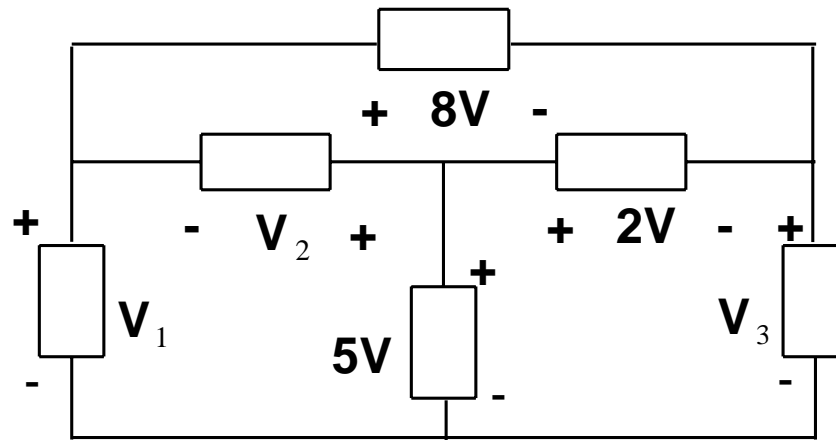 + 8V -
+ - V2 + + 2V - +
+
V1 5V V3
- - -